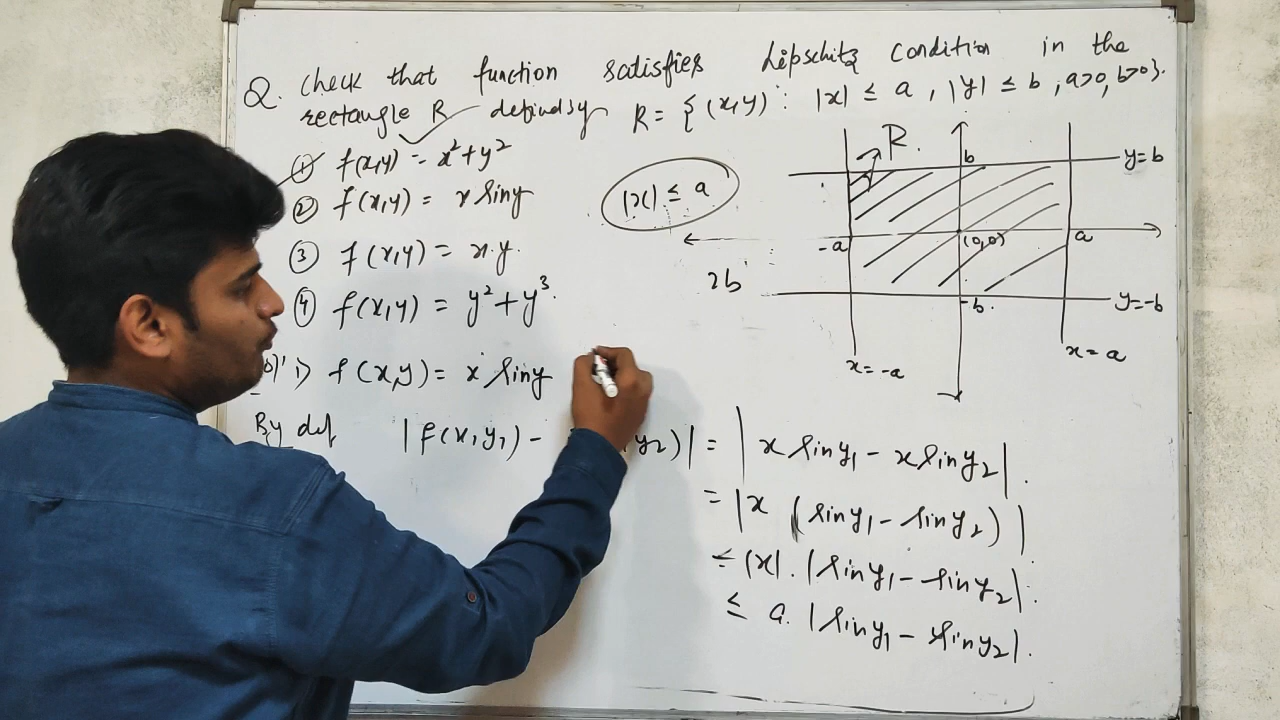 Q. Check that function satisfies Lipschitz condition in the
rectangle R defined by R = {(x,y) : |x| ≤ a, |y| ≤ b, a>0, b>0}.
① f(x,y) = x²+y²
② f(x,y) = x siny
③ f(x,y) = x.y.
④ f(x,y) = y²+y³.
|x| ≤ a
2b
R.
b
y=b
-a
(0,0)
a
-b.
y=-b
x=-a
x=a
1> f(x,y) = x siny
By def |f(x,y₁) - y₂)| = |x siny₁ - x siny₂|.
= |x (siny₁ - siny₂)|
≤ |x|. |siny₁ - siny₂|.
≤ a. |siny₁ - siny₂|.